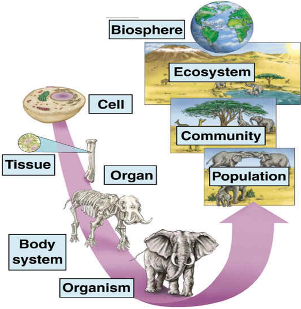 Biosphere
Ecosystem
Cell
Community
Tissue
Organ
Population
Body
system
Organism